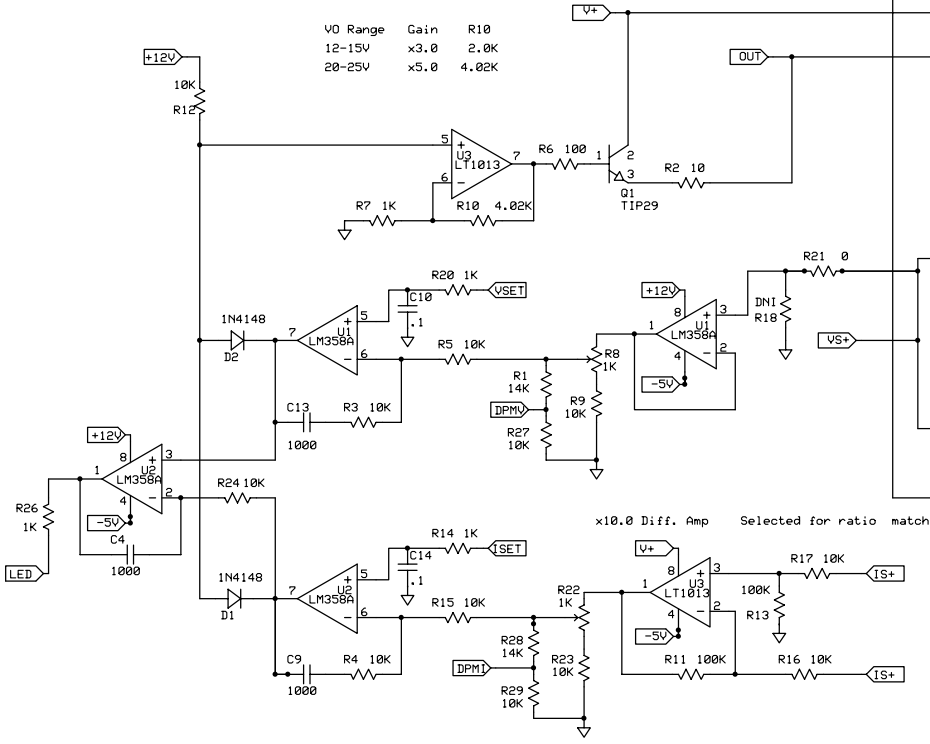 V+
VO Range Gain R10
12-15V x3.0 2.0K
20-25V x5.0 4.02K
+12V
OUT
10K
R12
5
+
U3
LT1013
7
6
−
R6 100
1
2
3
Q1
TIP29
R2 10
R7 1K
R10 4.02K
R21 0
R20 1K
VSET
C10
.1
+12V
8
3
+
U1
LM358A
1
4
−
2
-5V
DNI
R18
VS+
1N4148
D2
7
5
+
U1
LM358A
−
6
R5 10K
R8
1K
R1
14K
DPMV
R27
10K
R9
10K
C13
1000
R3 10K
+12V
8
3
+
U2
LM358A
1
4
−
2
-5V
R24 10K
R26
1K
C4
1000
LED
x10.0 Diff. Amp Selected for ratio match
R14 1K
ISET
C14
.1
V+
8
3
+
U3
LT1013
1
4
−
2
-5V
R17 10K
IS+
100K
R13
1N4148
D1
7
5
+
U2
LM358A
−
6
R15 10K
R22
1K
R28
14K
DPMI
R29
10K
R23
10K
R11 100K
R16 10K
IS+
C9
1000
R4 10K